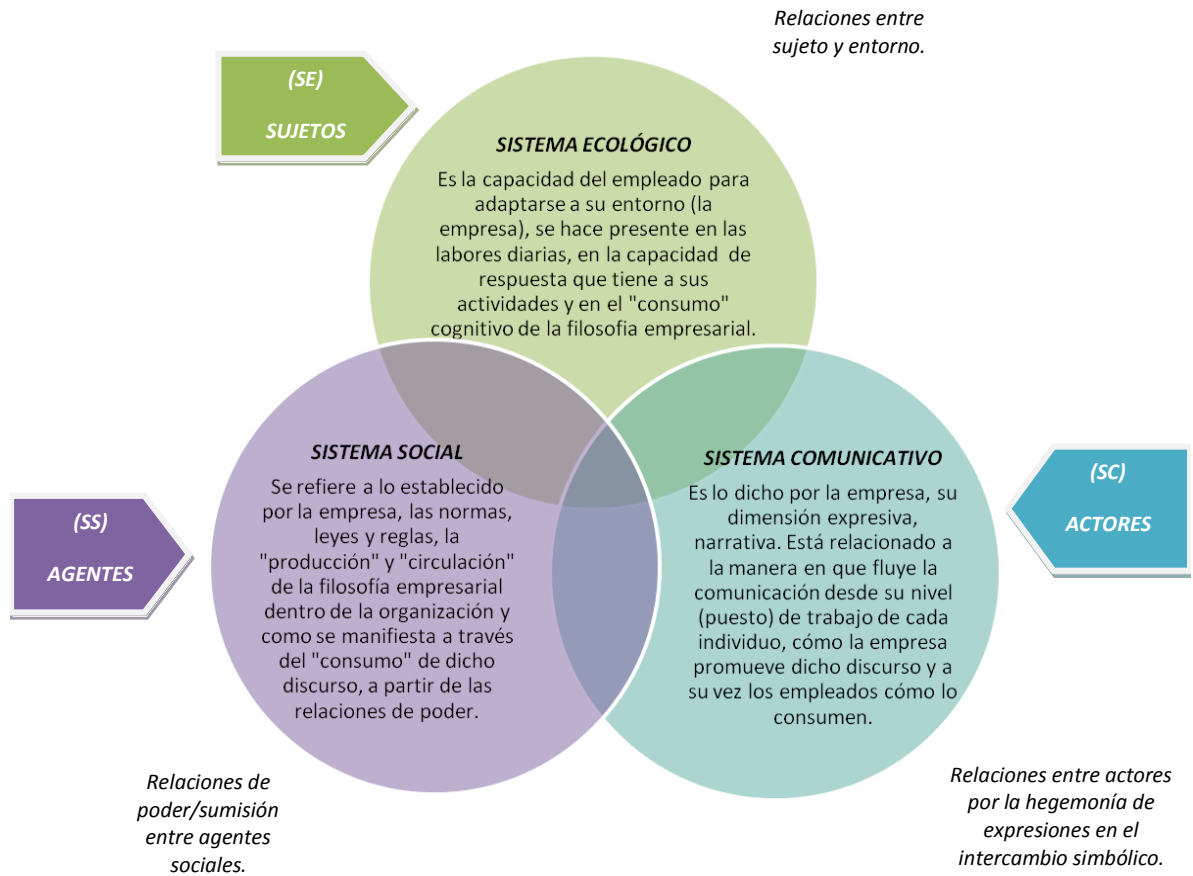 Relaciones entre
sujeto y entorno.
(SE)
SUJETOS
SISTEMA ECOLÓGICO
Es la capacidad del empleado para
adaptarse a su entorno (la
empresa), se hace presente en las
labores diarias, en la capacidad de
respuesta que tiene a sus
actividades y en el "consumo"
cognitivo de la filosofia empresarial.
SISTEMA SOCIAL
Se refiere a lo establecido
por la empresa, las normas,
leyes y reglas, la
"producción" y "circulación"
de la filosofía empresarial
dentro de la organización y
como se manifiesta a través
del "consumo" de dicho
discurso, a partir de las
relaciones de poder.
(SS)
AGENTES
SISTEMA COMUNICATIVO
Es lo dicho por la empresa, su
dimensión expresiva,
narrativa. Está relacionado a
la manera en que fluye la
comunicación desde su nivel
(puesto) de trabajo de cada
individuo, cómo la empresa
promueve dicho discurso y a
su vez los empleados cómo lo
consumen.
(SC)
ACTORES
Relaciones de
poder/sumisión
entre agentes
sociales.
Relaciones entre actores
por la hegemonía de
expresiones en el
intercambio simbólico.